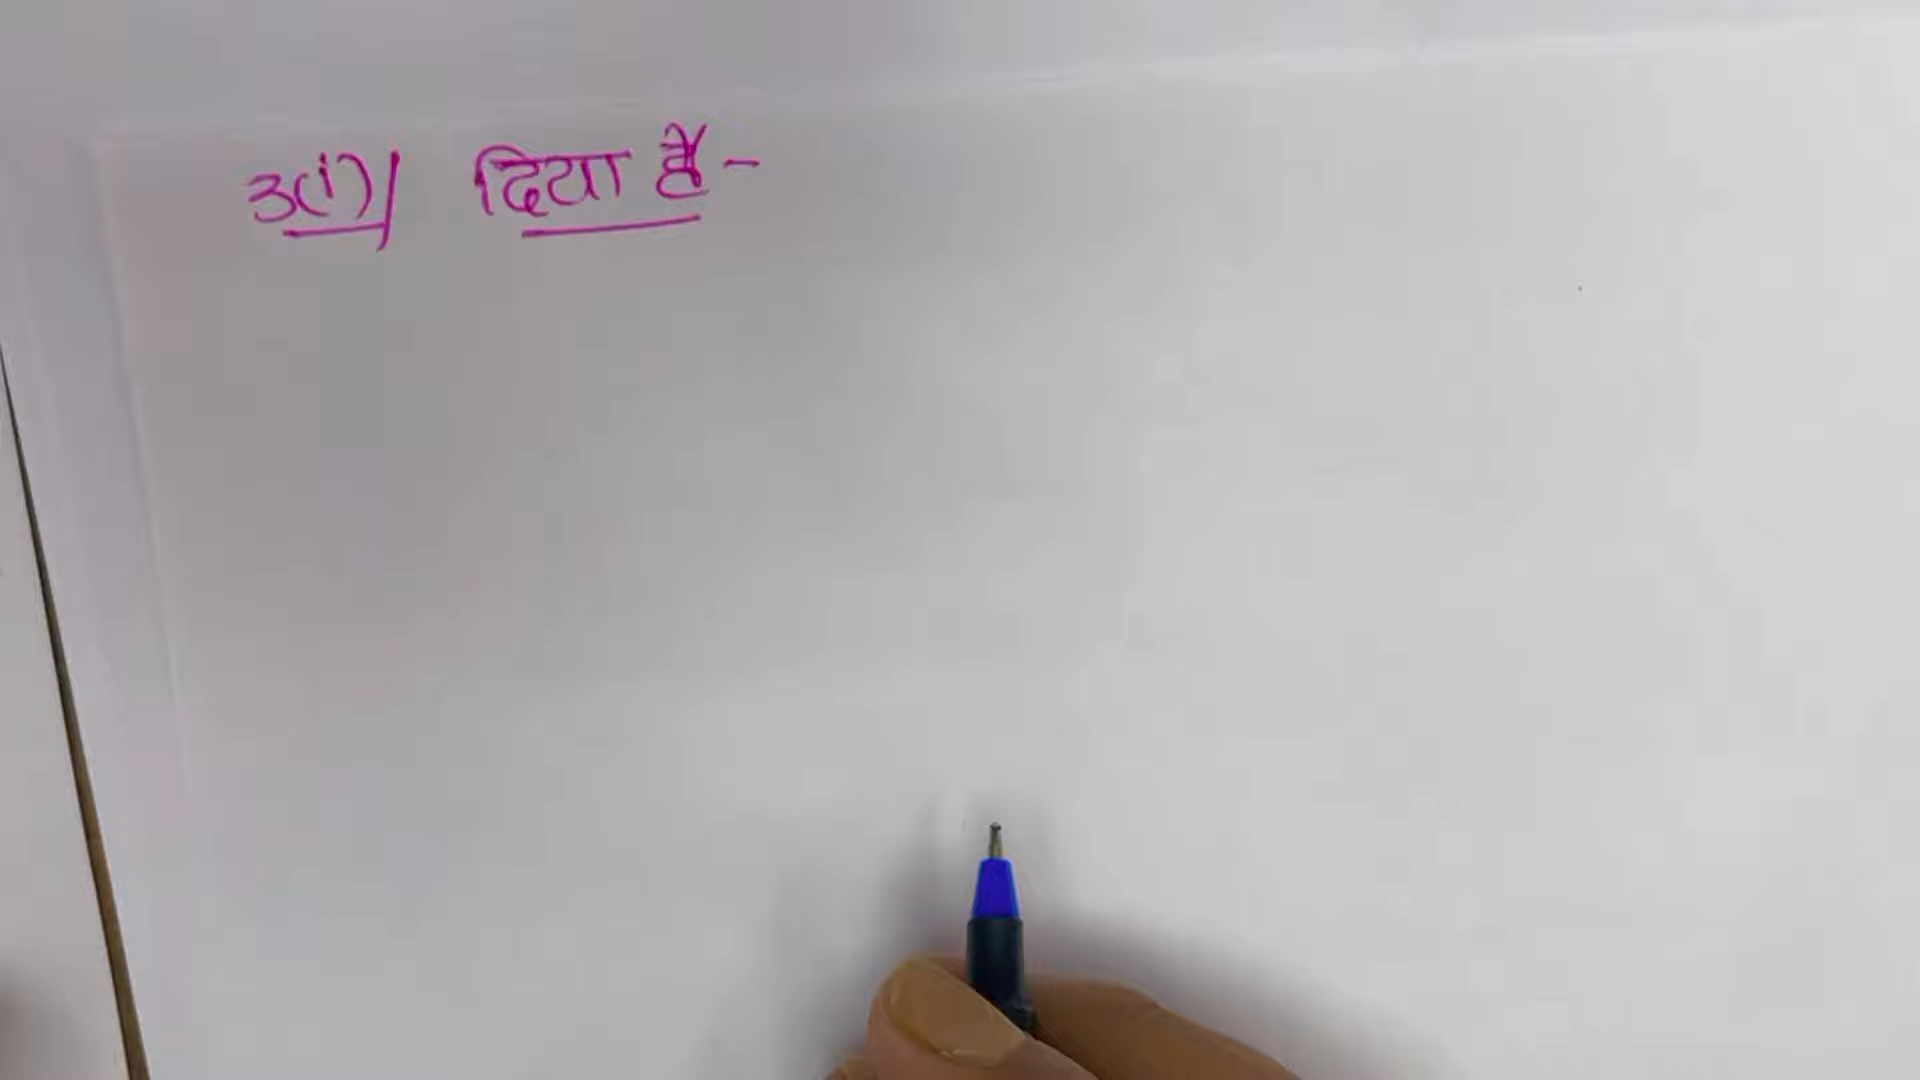 3(i)/ दिया है -